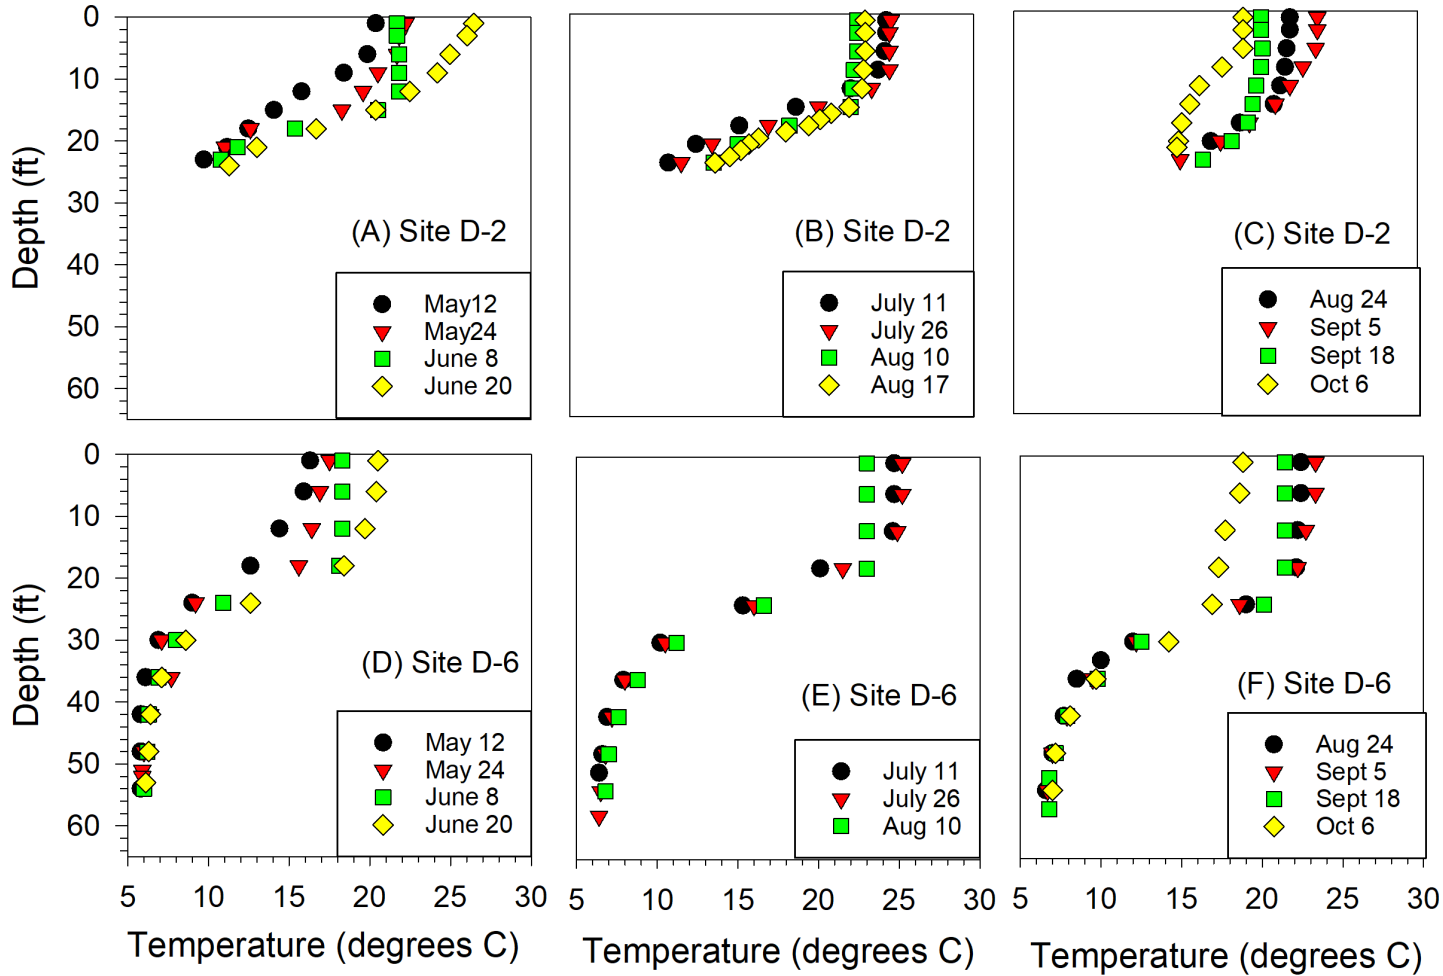 0
10
20
30
40
50
60
Depth (ft)
(A) Site D-2
May12
May24
June 8
June 20
(B) Site D-2
July 11
July 26
Aug 10
Aug 17
(C) Site D-2
Aug 24
Sept 5
Sept 18
Oct 6
0
10
20
30
40
50
60
Depth (ft)
(D) Site D-6
May 12
May 24
June 8
June 20
5 10 15 20 25 30
Temperature (degrees C)
(E) Site D-6
July 11
July 26
Aug 10
5 10 15 20 25 30
Temperature (degrees C)
(F) Site D-6
Aug 24
Sept 5
Sept 18
Oct 6
5 10 15 20 25 30
Temperature (degrees C)